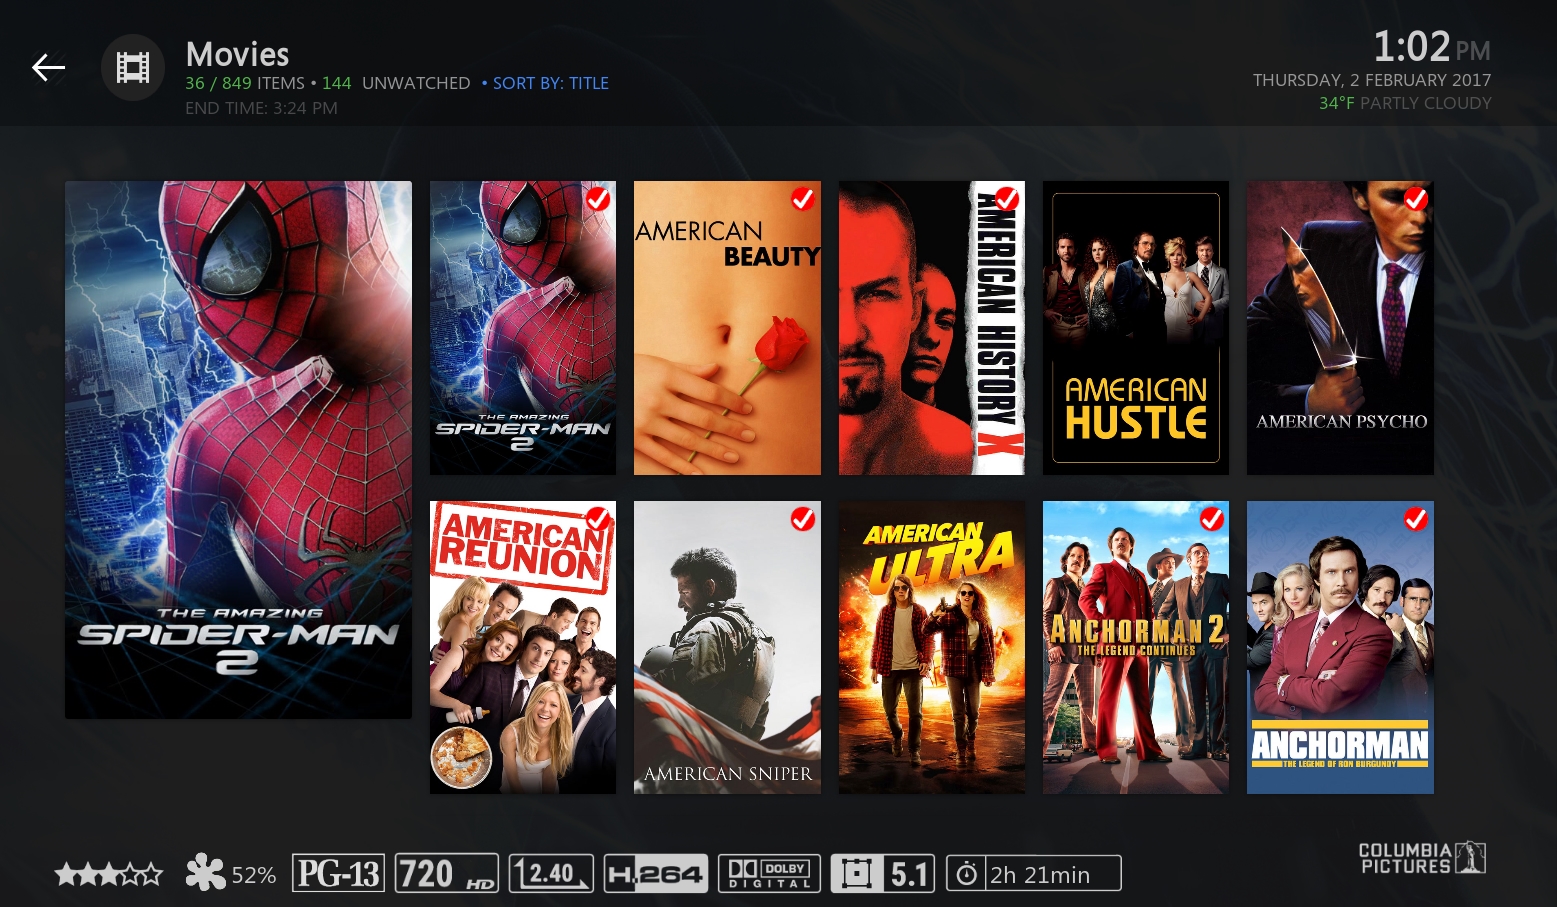 Movies
36 / 849 ITEMS • 144 UNWATCHED • SORT BY: TITLE
END TIME: 3:24 PM
1:02 PM
THURSDAY, 2 FEBRUARY 2017
34°F PARTLY CLOUDY
THE AMAZING
SPIDER-MAN
2
THE AMAZING
SPIDER-MAN
2
AMERICAN
BEAUTY
AMERICAN HISTORY X
AMERICAN
HUSTLE
AMERICAN PSYCHO
AMERICAN
REUNION
AMERICAN SNIPER
AMERICAN
ULTRA
ANCHORMAN 2
THE LEGEND CONTINUES
ANCHORMAN
THE LEGEND OF RON BURGUNDY
52%
PG-13
720 HD
2.40
H.264
DOLBY
DIGITAL
5.1
2h 21min
COLUMBIA
PICTURES